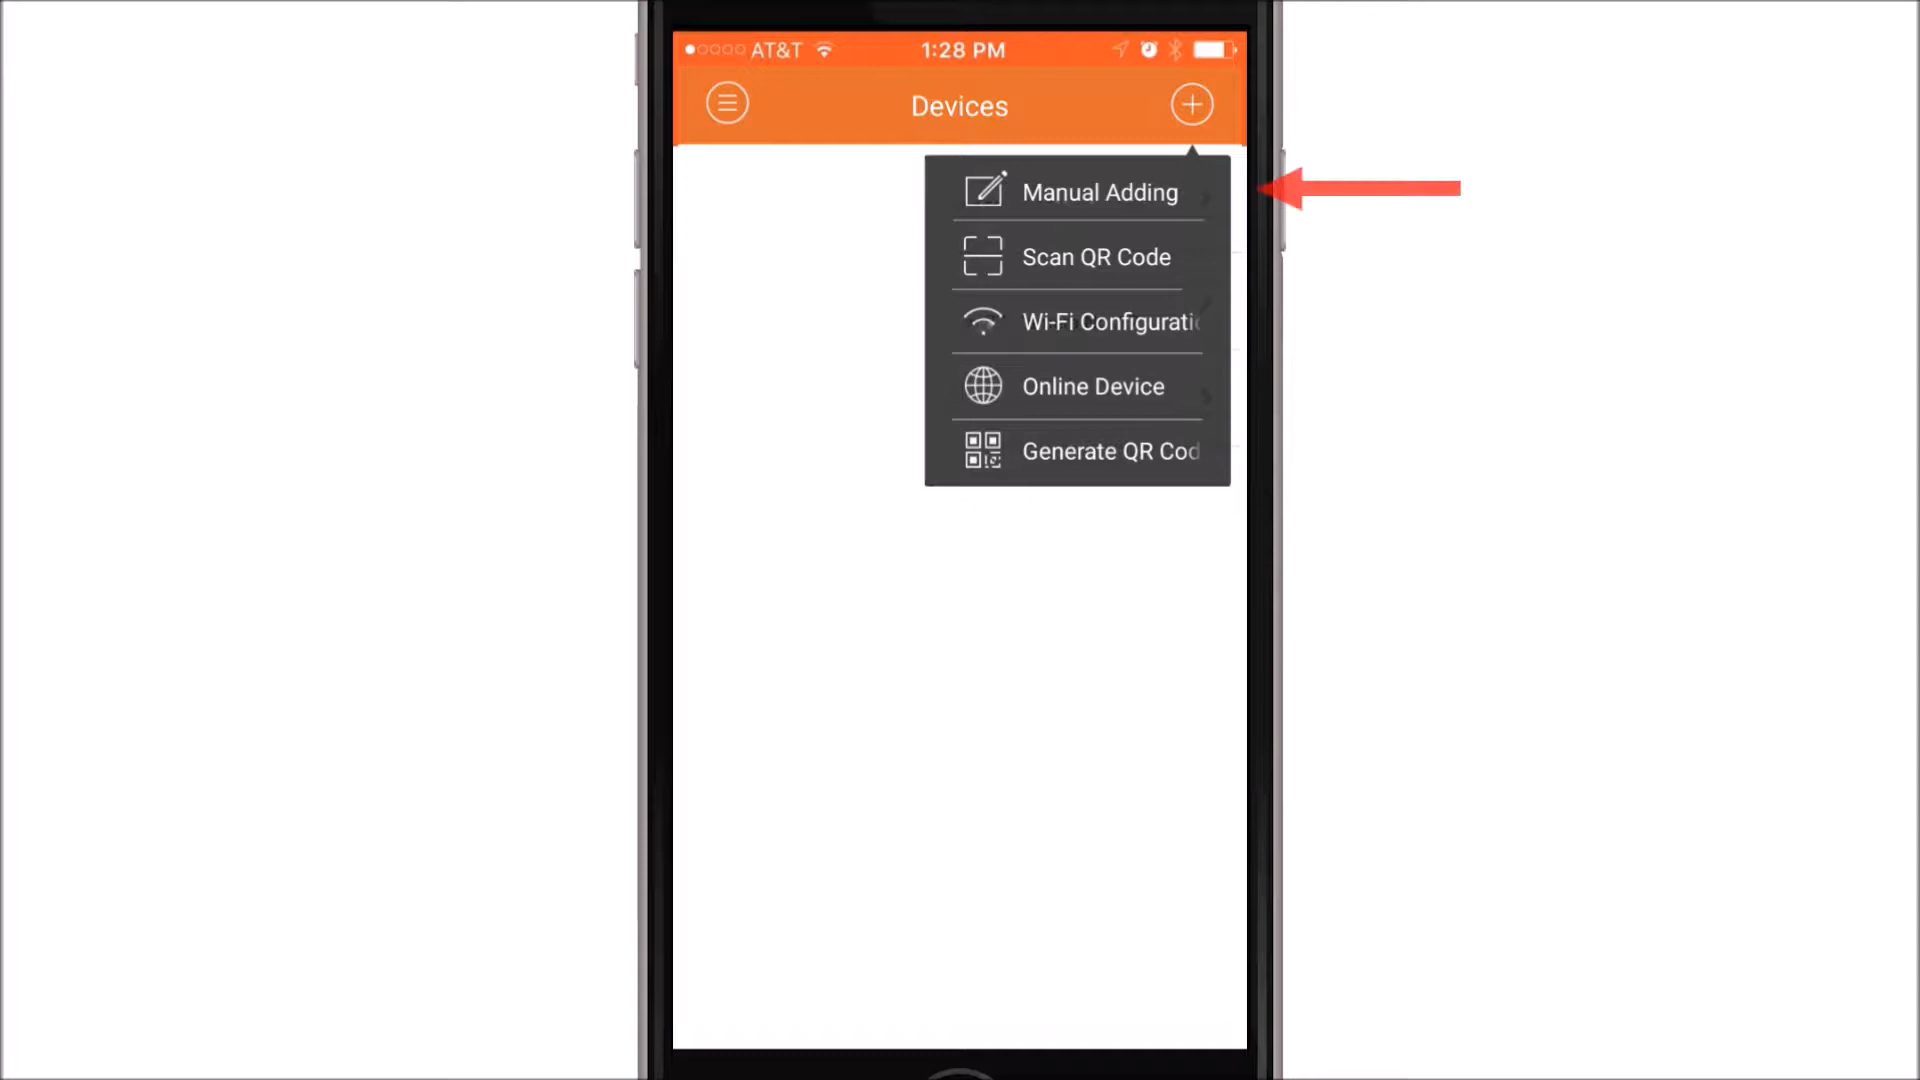 AT&T 1:28 PM
Devices
Manual Adding
Scan QR Code
Wi-Fi Configurati
Online Device
Generate QR Cod